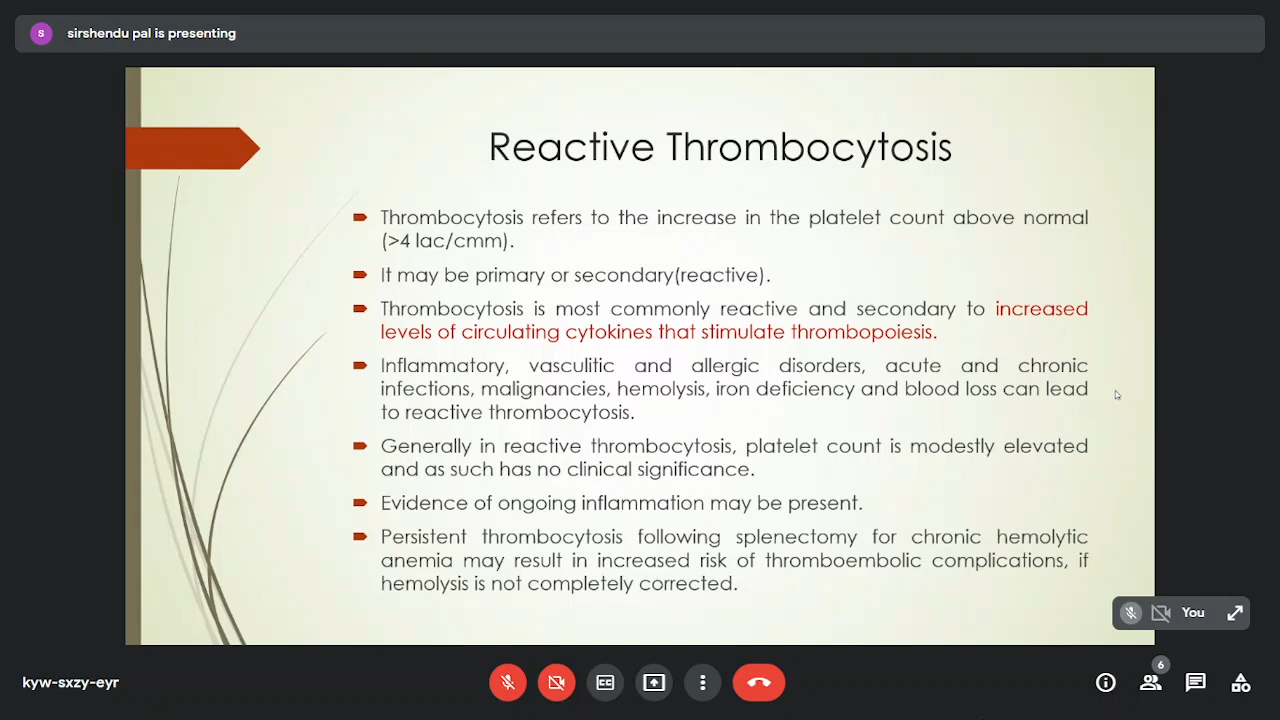 S
sirshendu pal is presenting
Reactive Thrombocytosis
Thrombocytosis refers to the increase in the platelet count above normal
(>4 lac/cmm).
It may be primary or secondary(reactive).
Thrombocytosis is most commonly reactive and secondary to increased
levels of circulating cytokines that stimulate thrombopoiesis.
Inflammatory, vasculitic and allergic disorders, acute and chronic
infections, malignancies, hemolysis, iron deficiency and blood loss can lead
to reactive thrombocytosis.
Generally in reactive thrombocytosis, platelet count is modestly elevated
and as such has no clinical significance.
Evidence of ongoing inflammation may be present.
Persistent thrombocytosis following splenectomy for chronic hemolytic
anemia may result in increased risk of thromboembolic complications, if
hemolysis is not completely corrected.
You
kyw-sxzy-eyr
CC
6